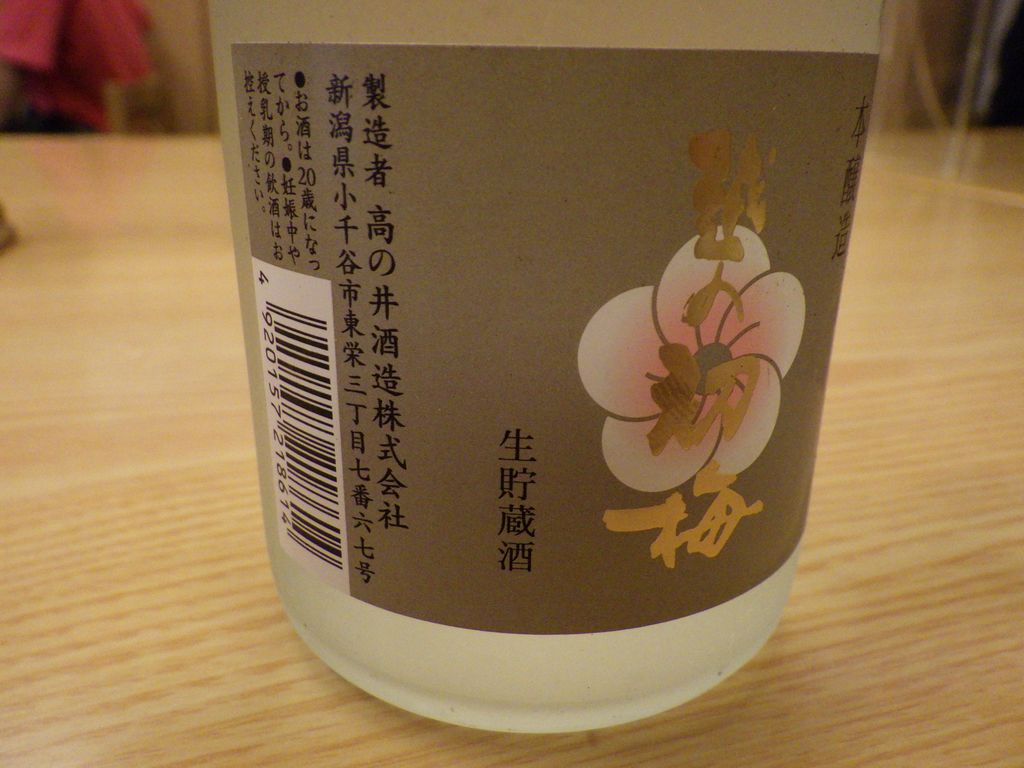 本醸造
越の初梅
生貯蔵酒
製造者 高の井酒造株式会社
新潟県小千谷市東栄三丁目七番六七号
●お酒は20歳になっ
てから。●妊娠中や
授乳期の飲酒はお
控えください。
4920157218614